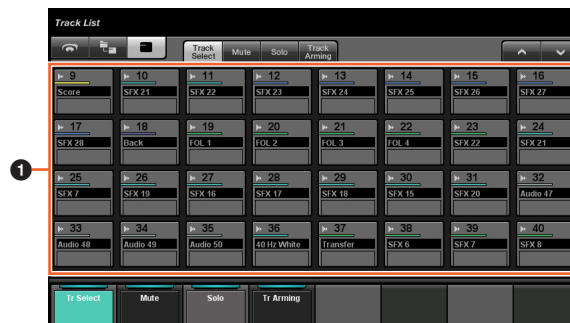 Track List
Track Select Mute Solo Track Arming
9 10 11 12 13 14 15 16
Score SFX 21 SFX 22 SFX 23 SFX 24 SFX 25 SFX 26 SFX 27
17 18 19 20 21 22 23 24
SFX 28 Back FOL 1 FOL 2 FOL 3 FOL 4 SFX 22 SFX 21
1
25 26 27 28 29 30 31 32
SFX 7 SFX 19 SFX 16 SFX 17 SFX 18 SFX 15 SFX 20 Audio 47
33 34 35 36 37 38 39 40
Audio 48 Audio 49 Audio 50 40 Hz White Transfer SFX 6 SFX 7 SFX 8
Tr Select Mute Solo Tr Arming